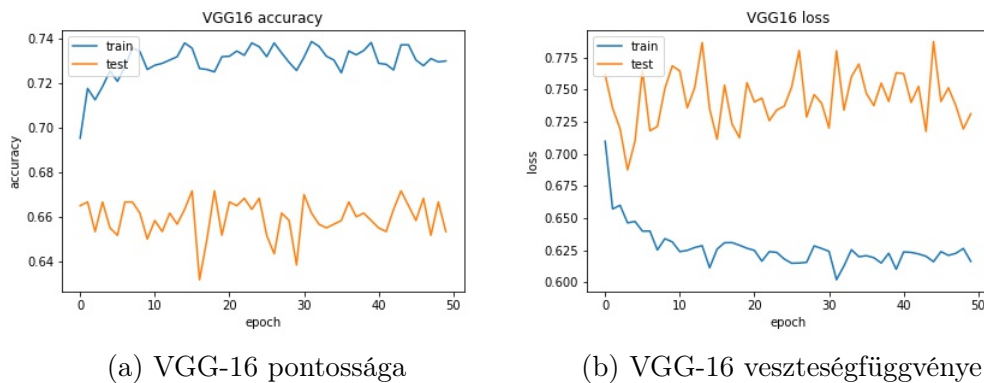 VGG16 accuracy
train
test
0.74
0.72
0.70
0.68
0.66
0.64
accuracy
0 10 20 30 40 50
epoch
(a) VGG-16 pontossága
VGG16 loss
train
test
0.775
0.750
0.725
0.700
0.675
0.650
0.625
0.600
loss
0 10 20 30 40 50
epoch
(b) VGG-16 veszteségfüggvénye